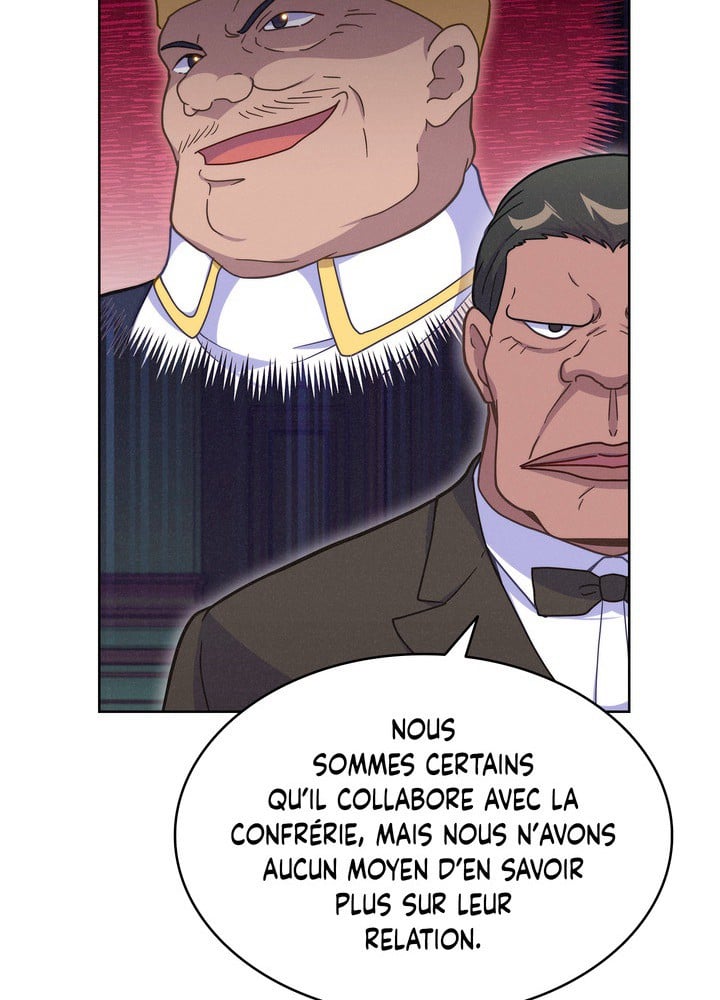 NOUS
SOMMES CERTAINS
QU'IL COLLABORE AVEC LA
CONFRÉRIE, MAIS NOUS N'AVONS
AUCUN MOYEN D'EN SAVOIR
PLUS SUR LEUR
RELATION.